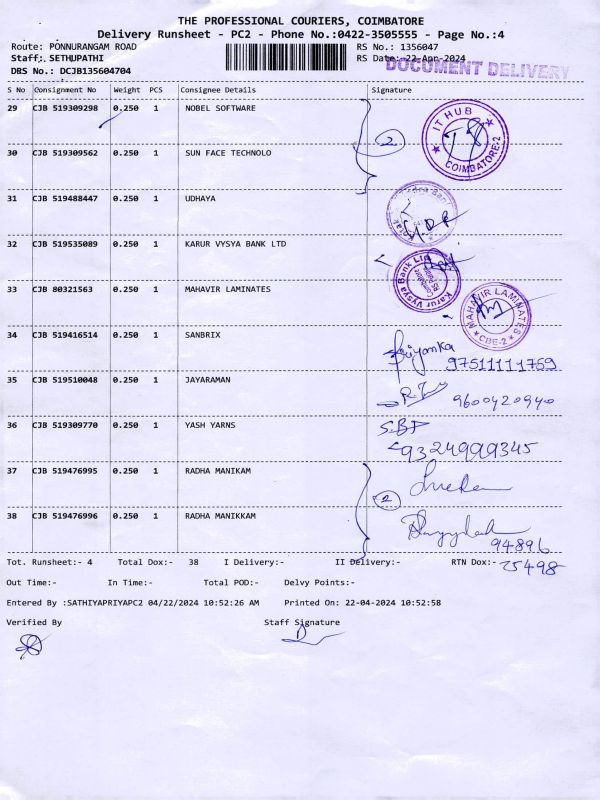 THE PROFESSIONAL COURIERS, COIMBATORE
Delivery Runsheet - PC2 - Phone No.:0422-3505555 - Page No.:4
Route: PONNURANGAM ROAD
RS No.: 1356047
Staff: SETHUPATHI
RS Date: 22-Apr-2024
DOCUMENT DELIVERY
DRS No.: DCJB135604704
S No Consignment No Weight PCS Consignee Details Signature
29 CJB 519309298 0.250 1 NOBEL SOFTWARE
IT HUB COIMBATORE-2
2
30 CJB 519309562 0.250 1 SUN FACE TECHNOLO
31 CJB 519488447 0.250 1 UDHAYA
32 CJB 519535089 0.250 1 KARUR VYSYA BANK LTD
Karur Vysya Bank Ltd
33 CJB 80321563 0.250 1 MAHAVIR LAMINATES
MAHAVIR LAMINATES CBE-2
34 CJB 519416514 0.250 1 SANBRIX
Priyanka
97511111759
35 CJB 519510048 0.250 1 JAYARAMAN
9600420940
36 CJB 519309770 0.250 1 YASH YARNS
9324999345
37 CJB 519476995 0.250 1 RADHA MANIKAM
2
38 CJB 519476996 0.250 1 RADHA MANIKKAM
94896
25498
Tot. Runsheet:- 4 Total Dox:- 38 I Delivery:- II Delivery:- RTN Dox:-
Out Time:- In Time:- Total POD:- Delvy Points:-
Entered By :SATHIYAPRIYAPC2 04/22/2024 10:52:26 AM Printed On: 22-04-2024 10:52:58
Verified By Staff Signature